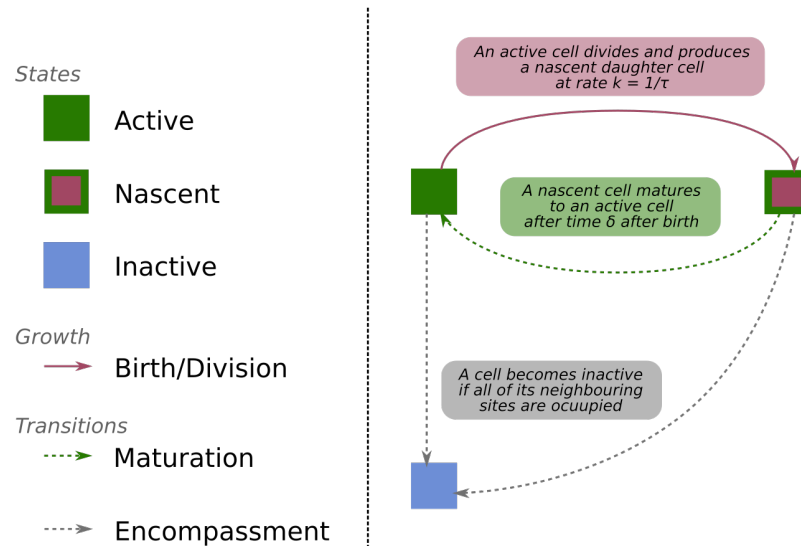 States
Active
Nascent
Inactive
Growth
Birth/Division
Transitions
Maturation
Encompassment
An active cell divides and produces
a nascent daughter cell
at rate k = 1/τ
A nascent cell matures
to an active cell
after time δ after birth
A cell becomes inactive
if all of its neighbouring
sites are ocuupied